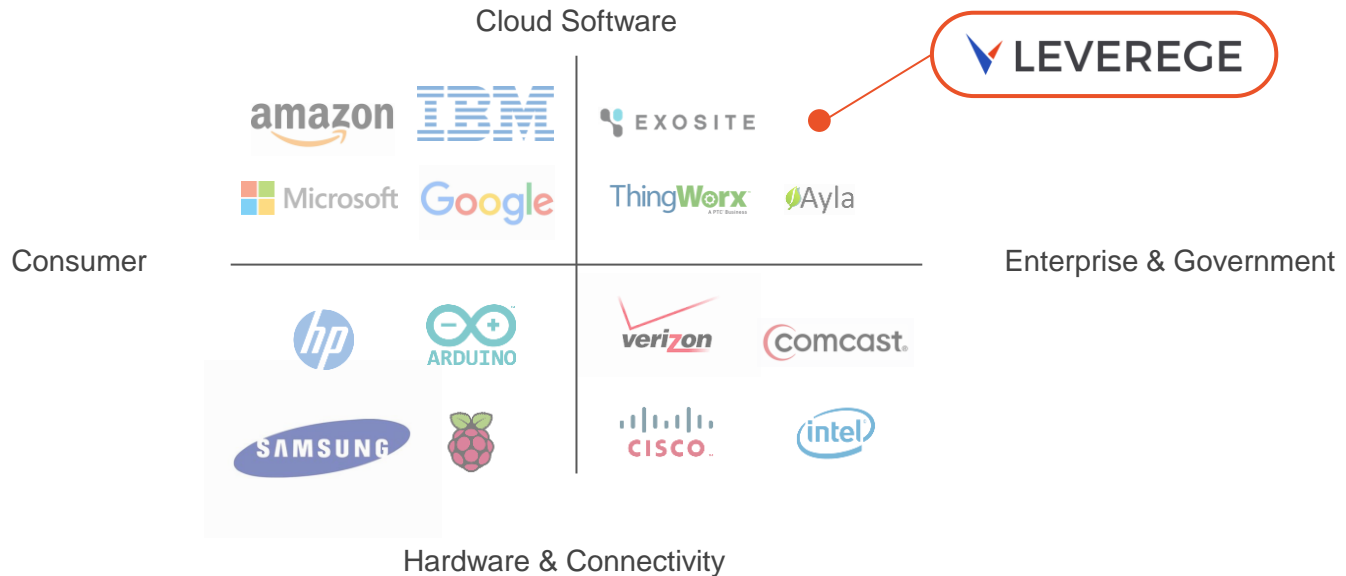 Cloud Software
LEVEREGE
amazon
IBM
EXOSITE
Microsoft
Google
ThingWorx
A PTC Business
Ayla
Consumer
Enterprise & Government
hp
ARDUINO
verizon
comcast.
SAMSUNG
CISCO
intel
Hardware & Connectivity